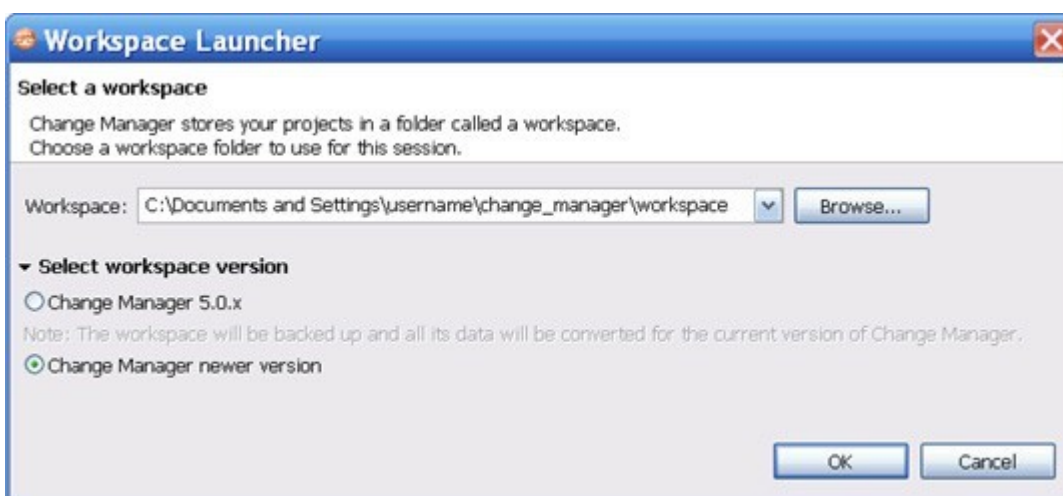 Workspace Launcher
Select a workspace
Change Manager stores your projects in a folder called a workspace.
Choose a workspace folder to use for this session.
Workspace: C:\Documents and Settings\username\change_manager\workspace Browse...
Select workspace version
Change Manager 5.0.x
Note: The workspace will be backed up and all its data will be converted for the current version of Change Manager.
Change Manager newer version
OK Cancel